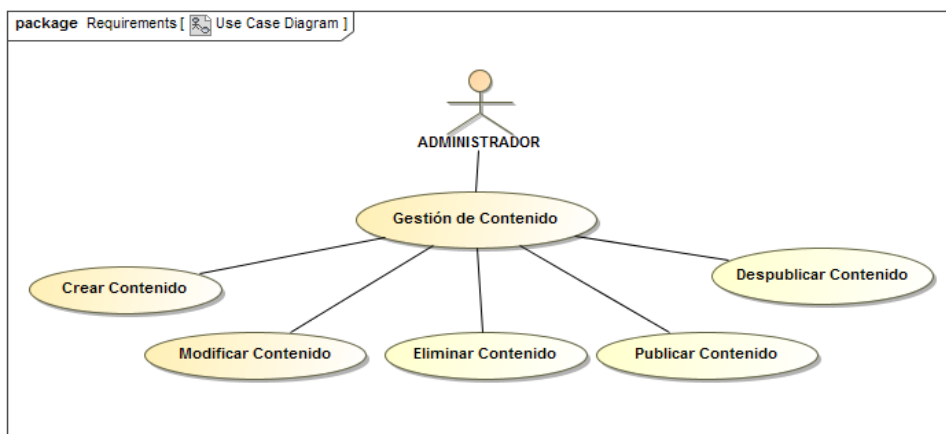 package Requirements [ Use Case Diagram ]
ADMINISTRADOR
Gestión de Contenido
Despublicar Contenido
Crear Contenido
Modificar Contenido
Eliminar Contenido
Publicar Contenido